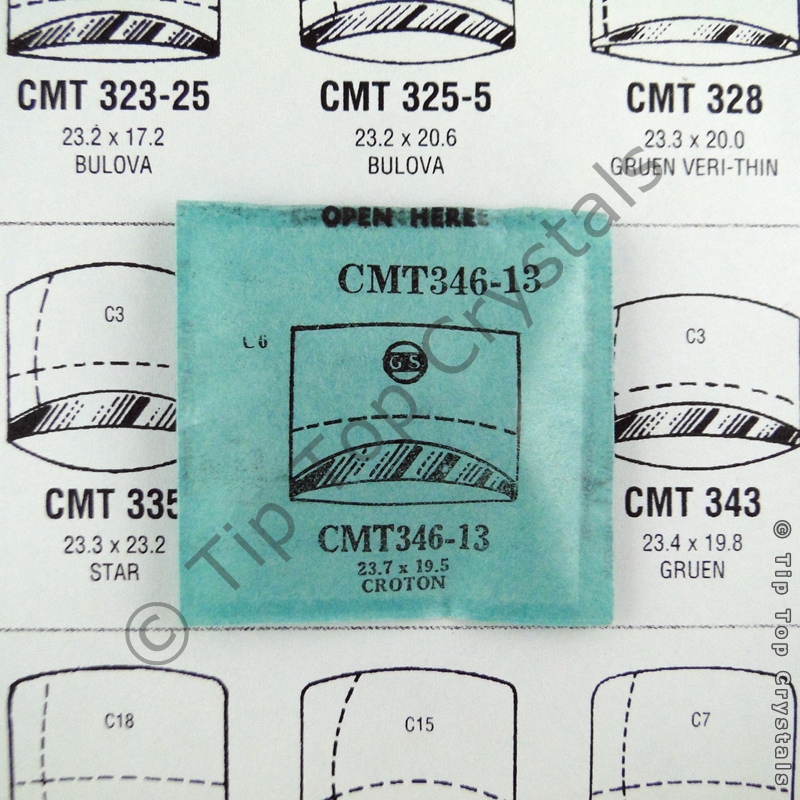 CMT 323-25
23.2 x 17.2
BULOVA
CMT 325-5
23.2 x 20.6
BULOVA
CMT 328
23.3 x 20.0
GRUEN VERI-THIN
OPEN HERE
CMT346-13
C6
GS
CMT346-13
23.7 x 19.5
CROTON
C3
CMT 335
23.3 x 23.2
STAR
C3
CMT 343
23.4 x 19.8
GRUEN
C18
C15
C7
© Tip Top Crystals
© Tip Top Crystals